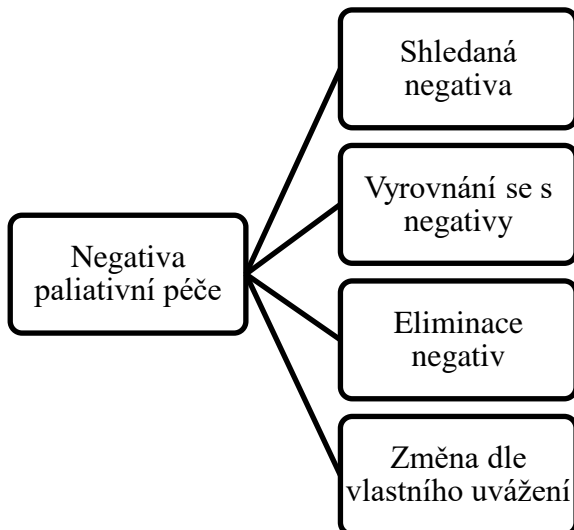 Negativa
paliativní péče
Shledaná
negativa
Vyrovnání se s
negativy
Eliminace
negativ
Změna dle
vlastního uvážení